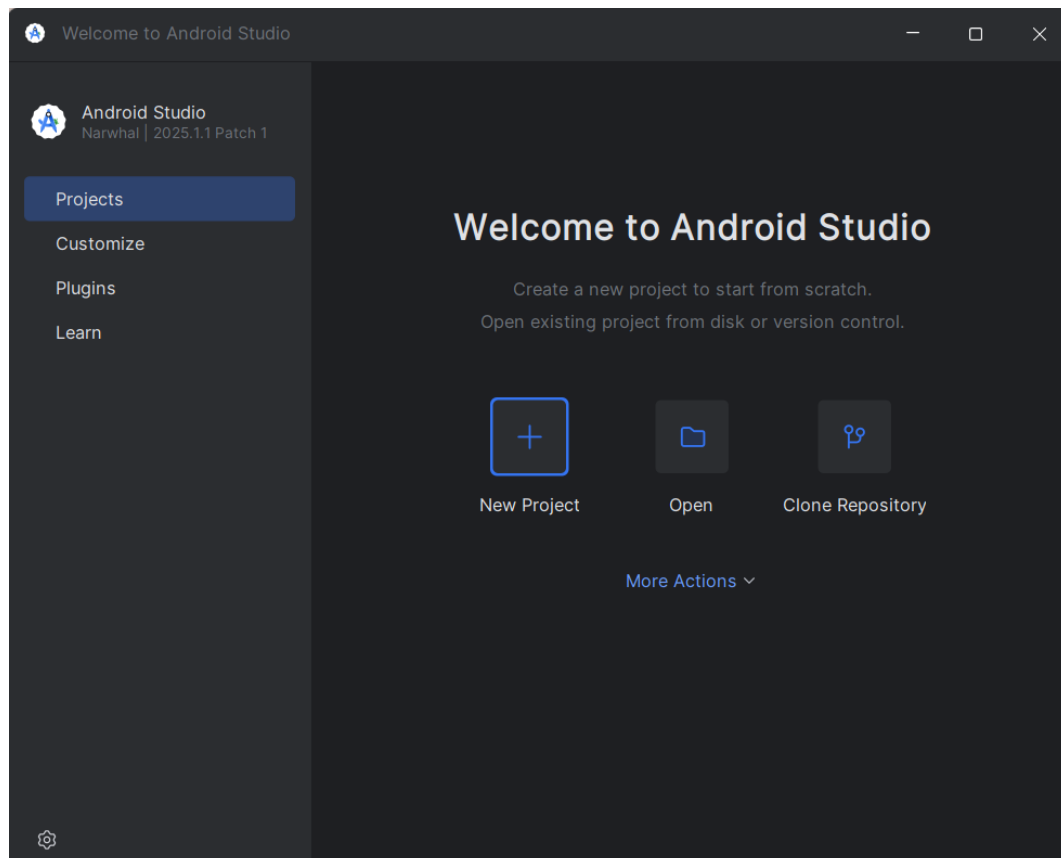 Welcome to Android Studio
Android Studio
Narwhal | 2025.1.1 Patch 1
Projects
Customize
Plugins
Learn
Welcome to Android Studio
Create a new project to start from scratch.
Open existing project from disk or version control.
New Project
Open
Clone Repository
More Actions